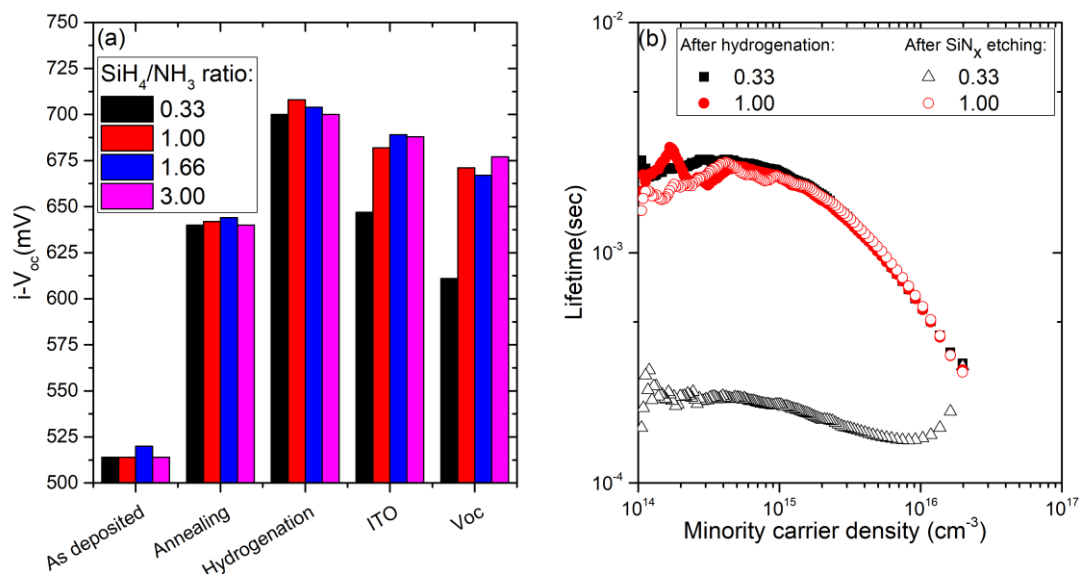 (a)
SiH4/NH3 ratio:
0.33
1.00
1.66
3.00
i-Voc(mV)
750
725
700
675
650
625
600
575
550
525
500
As deposited
Annealing
Hydrogenation
ITO
Voc
(b)
After hydrogenation:
0.33
1.00
After SiNX etching:
0.33
1.00
Lifetime(sec)
10-2
10-3
10-4
1014
1015
1016
1017
Minority carrier density (cm-3)